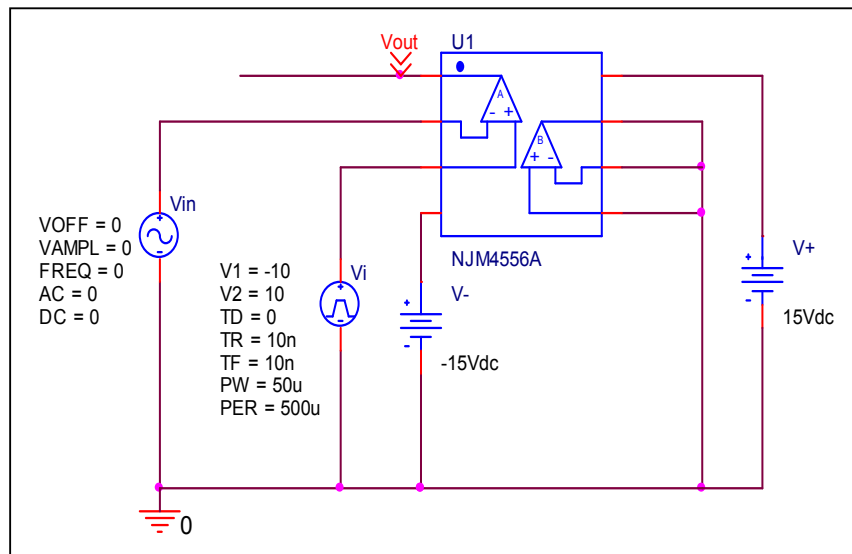 Vout
U1
A
- +
B
+ -
NJM4556A
Vin
+
-
VOFF = 0
VAMPL = 0
FREQ = 0
AC = 0
DC = 0
Vi
+
-
V1 = -10
V2 = 10
TD = 0
TR = 10n
TF = 10n
PW = 50u
PER = 500u
V-
+
-
-15Vdc
V+
+
-
15Vdc
0